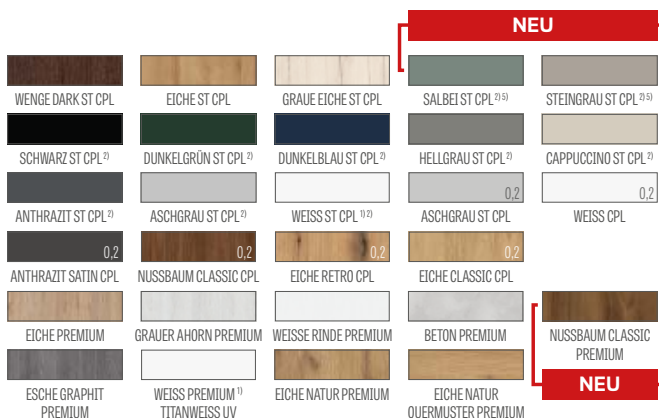 NEU
WENGE DARK ST CPL
EICHE ST CPL
GRAUE EICHE ST CPL
SALBEI ST CPL 2) 5)
STEINGRAU ST CPL 2) 5)
SCHWARZ ST CPL 2)
DUNKELGRÜN ST CPL 2)
DUNKELBLAU ST CPL 2)
HELLGRAU ST CPL 2)
CAPPUCCINO ST CPL 2)
0,2
0,2
ANTHRAZIT ST CPL 2)
ASCHGRAU ST CPL 2)
WEISS ST CPL 1) 2)
ASCHGRAU ST CPL
WEISS CPL
0,2
0,2
0,2
0,2
ANTHRAZIT SATIN CPL
NUSSBAUM CLASSIC CPL
EICHE RETRO CPL
EICHE CLASSIC CPL
EICHE PREMIUM
GRAUER AHORN PREMIUM
WEISSE RINDE PREMIUM
BETON PREMIUM
NUSSBAUM CLASSIC
PREMIUM
ESCHE GRAPHIT
PREMIUM
WEISS PREMIUM 1)
TITANWEISS UV
EICHE NATUR PREMIUM
EICHE NATUR
QUERMUSTER PREMIUM
NEU